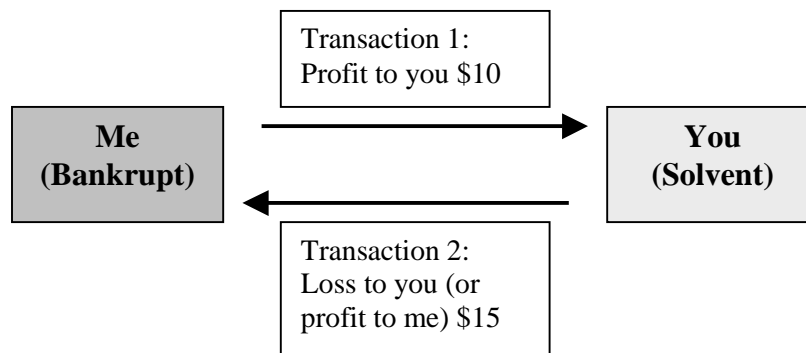 Transaction 1:
Profit to you $10
Me
(Bankrupt)
You
(Solvent)
Transaction 2:
Loss to you (or
profit to me) $15